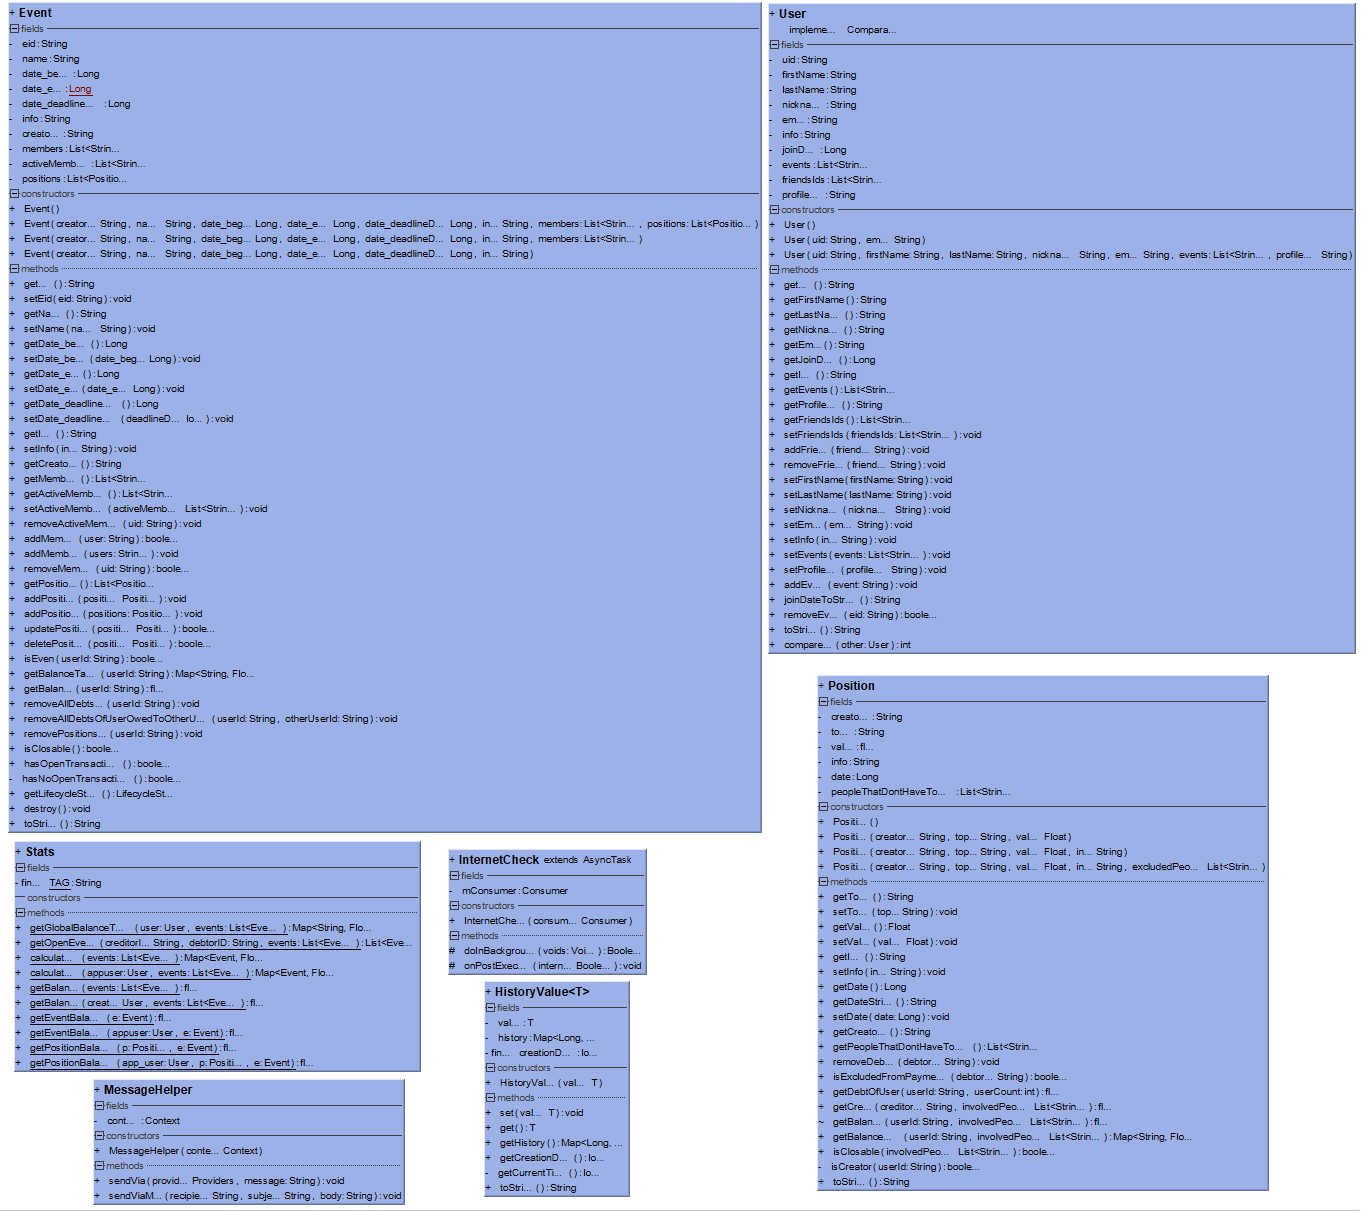 + Event
fields
- eid: String
- name: String
- date_be... : Long
- date_e... : Long
- date_deadline... : Long
- info: String
- creato... : String
- members: List<Strin...
- activeMemb... : List<Strin...
- positions: List<Positio...
constructors
+ Event()
+ Event(creator... String, na... String, date_beg... Long, date_e... Long, date_deadlineD... Long, in... String, members: List<Strin... , positions: List<Positio... )
+ Event(creator... String, na... String, date_beg... Long, date_e... Long, date_deadlineD... Long, in... String, members: List<Strin... )
+ Event(creator... String, na... String, date_beg... Long, date_e... Long, date_deadlineD... Long, in... String)
methods
+ get... (): String
+ setEid(eid: String): void
+ getNa... (): String
+ setName(na... String): void
+ getDate_be... (): Long
+ setDate_be... (date_beg... Long): void
+ getDate_e... (): Long
+ setDate_e... (date_e... Long): void
+ getDate_deadline... (): Long
+ setDate_deadline... (deadlineD... lo... ): void
+ getI... (): String
+ setInfo(in... String): void
+ getCreato... (): String
+ getMemb... (): List<Strin...
+ getActiveMemb... (): List<Strin...
+ setActiveMemb... (activeMemb... List<Strin... ): void
+ removeActiveMem... (uid: String): void
+ addMem... (user: String): boole...
+ addMemb... (users: Strin... ): void
+ removeMem... (uid: String): boole...
+ getPositio... (): List<Positio...
+ addPositi... (positi... Positi... ): void
+ addPositio... (positions: Positio... ): void
+ updatePositi... (positi... Positi... ): boole...
+ deletePosit... (positi... Positi... ): boole...
+ isEven(userId: String): boole...
+ getBalanceTa... (userId: String): Map<String, Flo...
+ getBalan... (userId: String): fl...
+ removeAllDebts... (userId: String): void
+ removeAllDebtsOfUserOwedToOtherU... (userId: String, otherUserId: String): void
+ removePositions... (userId: String): void
+ isClosable(): boole...
+ hasOpenTransacti... (): boole...
- hasNoOpenTransacti... (): boole...
+ getLifecycleSt... (): LifecycleSt...
+ destroy(): void
+ toStri... (): String
+ User
impleme... Compara...
fields
- uid: String
- firstName: String
- lastName: String
- nickna... : String
- em... : String
- info: String
- joinD... : Long
- events: List<Strin...
- friendsIds: List<Strin...
- profile... : String
constructors
+ User()
+ User(uid: String, em... String)
+ User(uid: String, firstName: String, lastName: String, nickna... String, em... String, events: List<Strin... , profile... String)
methods
+ get... (): String
+ getFirstName(): String
+ getLastNa... (): String
+ getNickna... (): String
+ getEm... (): String
+ getJoinD... (): Long
+ getI... (): String
+ getEvents(): List<Strin...
+ getProfile... (): String
+ getFriendsIds(): List<Strin...
+ setFriendsIds(friendsIds: List<Strin... ): void
+ addFrie... (friend... String): void
+ removeFrie... (friend... String): void
+ setFirstName(firstName: String): void
+ setLastName(lastName: String): void
+ setNickna... (nickna... String): void
+ setEm... (em... String): void
+ setInfo(in... String): void
+ setEvents(events: List<Strin... ): void
+ setProfile... (profile... String): void
+ addEv... (event: String): void
+ joinDateToStr... (): String
+ removeEv... (eid: String): boole...
+ toStri... (): String
+ compare... (other: User): int
+ Position
fields
- creato... : String
- to... : String
- val... : fl...
- info: String
- date: Long
- peopleThatDontHaveTo... : List<Strin...
constructors
+ Positi... ()
+ Positi... (creator... String, top... String, val... Float)
+ Positi... (creator... String, top... String, val... Float, in... String)
+ Positi... (creator... String, top... String, val... Float, in... String, excludedPeo... List<Strin... )
methods
+ getTo... (): String
+ setTo... (top... String): void
+ getVal... (): Float
+ setVal... (val... Float): void
+ getI... (): String
+ setInfo(in... String): void
+ getDate(): Long
+ getDateStri... (): String
+ setDate(date: Long): void
+ getCreato... (): String
+ getPeopleThatDontHaveTo... (): List<Strin...
+ removeDeb... (debtor... String): void
+ isExcludedFromPayme... (debtor... String): boole...
+ getDebtOfUser(userId: String, userCount: int): fl...
+ getCre... (creditor... String, involvedPeo... List<Strin... ): fl...
~ getBalan... (userId: String, involvedPeo... List<Strin... ): fl...
+ getBalance... (userId: String, involvedPeo... List<Strin... ): Map<String, Flo...
+ isClosable(involvedPeo... List<Strin... ): boole...
- isCreator(userId: String): boole...
+ toStri... (): String
+ Stats
fields
- fin... TAG: String
constructors
methods
+ getGlobalBalanceT... (user: User, events: List<Eve... ): Map<String, Flo...
+ getOpenEve... (creditorI... String, debtorID: String, events: List<Eve... ): List<Eve...
+ calculat... (events: List<Eve... ): Map<Event, Flo...
+ calculat... (appuser: User, events: List<Eve... ): Map<Event, Flo...
+ getBalan... (events: List<Eve... ): fl...
+ getBalan... (creat... User, events: List<Eve... ): fl...
+ getEventBala... (e: Event): fl...
+ getEventBala... (appuser: User, e: Event): fl...
+ getPositionBala... (p: Positi... , e: Event): fl...
+ getPositionBala... (app_user: User, p: Positi... , e: Event): fl...
+ InternetCheck extends AsyncTask
fields
- mConsumer: Consumer
constructors
+ InternetChe... (consum... Consumer)
methods
# doInBackgrou... (voids: Voi... ): Boole...
# onPostExec... (intern... Boole... ): void
+ HistoryValue<T>
fields
- val... : T
- history: Map<Long, ...
- fin... creationD... : lo...
constructors
+ HistoryVal... (val... T)
methods
+ set(val... T): void
+ get(): T
+ getHistory(): Map<Long, ...
+ getCreationD... (): lo...
- getCurrentTi... (): lo...
+ toStri... (): String
+ MessageHelper
fields
- cont... : Context
constructors
+ MessageHelper(conte... Context)
methods
+ sendVia(provid... Providers, message: String): void
+ sendViaM... (recipie... String, subje... String, body: String): void